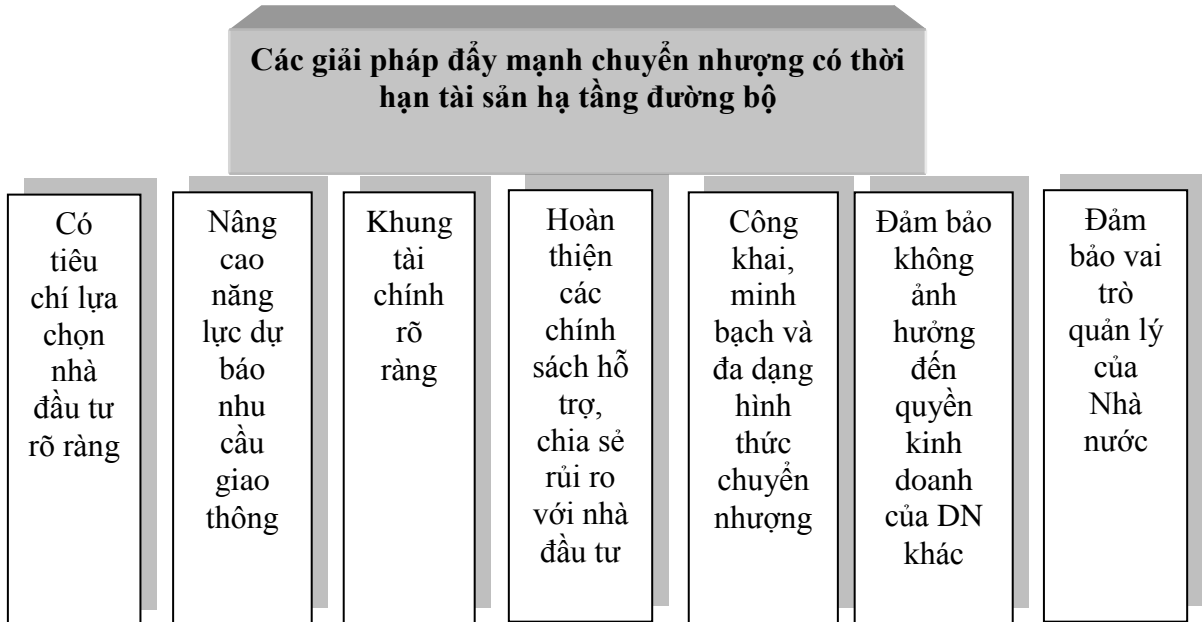 Các giải pháp đẩy mạnh chuyển nhượng có thời
hạn tài sản hạ tầng đường bộ
Có
tiêu
chí lựa
chọn
nhà
đầu tư
rõ ràng
Nâng
cao
năng
lực dự
báo
nhu
cầu
giao
thông
Khung
tài
chính
rõ
ràng
Hoàn
thiện
các
chính
sách hỗ
trợ,
chia sẻ
rủi ro
với nhà
đầu tư
Công
khai,
minh
bạch và
đa dạng
hình
thức
chuyển
nhượng
Đảm bảo
không
ảnh
hưởng
đến
quyền
kinh
doanh
của DN
khác
Đảm
bảo vai
trò
quản lý
của
Nhà
nước